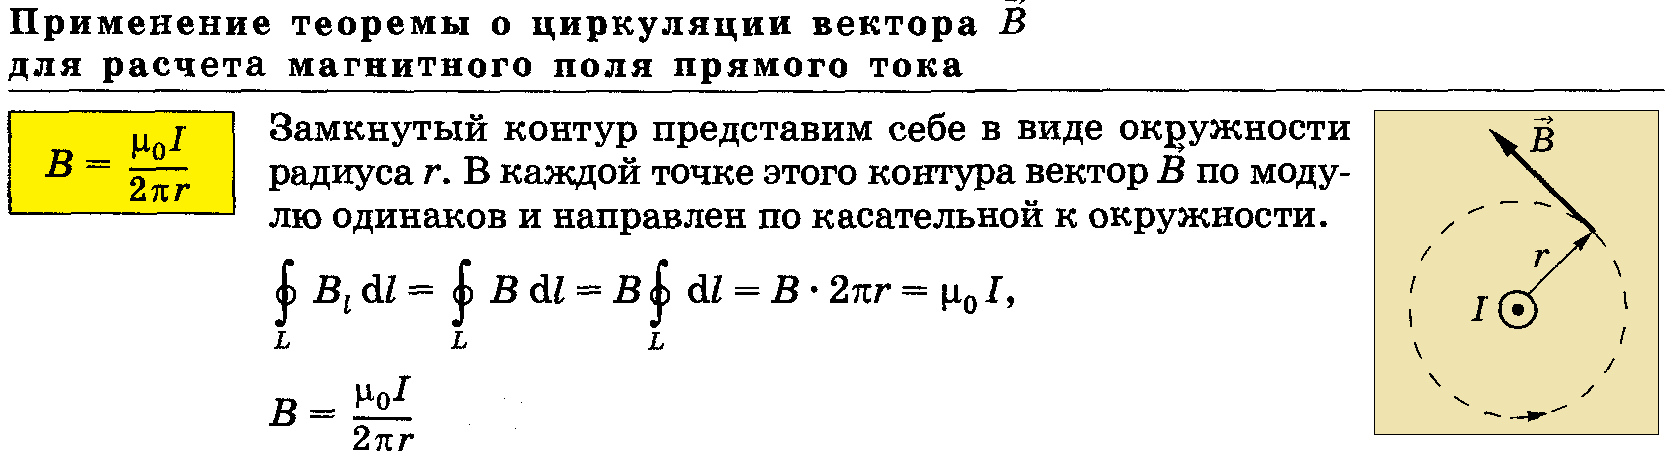 Применение теоремы о циркуляции вектора B⃗
для расчета магнитного поля прямого тока
B = μ₀I / 2πr
Замкнутый контур представим себе в виде окружности
радиуса r. В каждой точке этого контура вектор B⃗ по моду-
лю одинаков и направлен по касательной к окружности.
∮_L B_l dl = ∮_L B dl = B∮_L dl = B · 2πr = μ₀I,
B = μ₀I / 2πr
B⃗
r
I